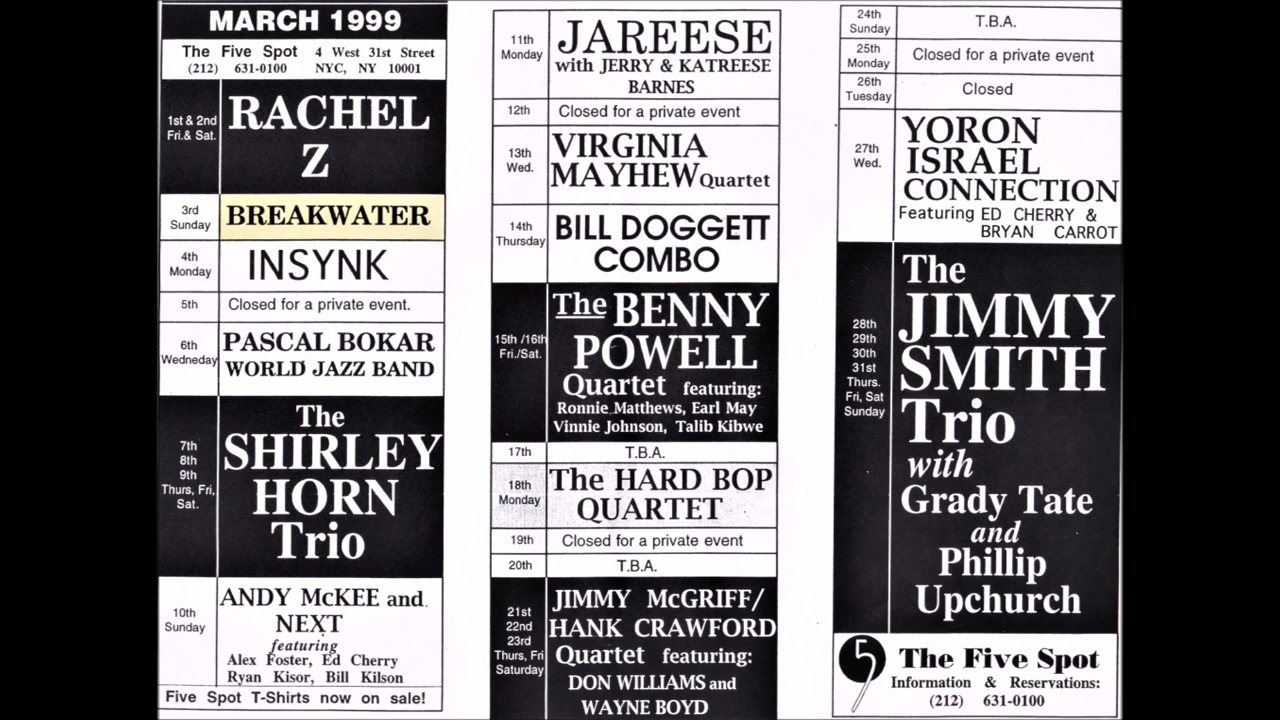 MARCH 1999
The Five Spot 4 West 31st Street
(212) 631-0100 NYC, NY 10001
1st & 2nd
Fri.& Sat.
RACHEL
Z
3rd
Sunday
BREAKWATER
4th
Monday
INSYNK
5th
Closed for a private event.
6th
Wednesday
PASCAL BOKAR
WORLD JAZZ BAND
7th
8th
9th
Thurs, Fri,
Sat.
The
SHIRLEY
HORN
Trio
10th
Sunday
ANDY McKEE and
NEXT
featuring
Alex Foster, Ed Cherry
Ryan Kisor, Bill Kilson
Five Spot T-Shirts now on sale!
11th
Monday
JAREESE
with JERRY & KATREESE
BARNES
12th
Closed for a private event
13th
Wed.
VIRGINIA
MAYHEW Quartet
14th
Thursday
BILL DOGGETT
COMBO
15th /16th
Fri./Sat.
The BENNY
POWELL
Quartet featuring:
Ronnie Matthews, Earl May
Vinnie Johnson, Talib Kibwe
17th
T.B.A.
18th
Monday
The HARD BOP
QUARTET
19th
Closed for a private event
20th
T.B.A.
21st
22nd
23rd
Thurs, Fri
Saturday
JIMMY McGRIFF/
HANK CRAWFORD
Quartet featuring:
DON WILLIAMS and
WAYNE BOYD
24th
Sunday
T.B.A.
25th
Monday
Closed for a private event
26th
Tuesday
Closed
27th
Wed.
YORON
ISRAEL
CONNECTION
Featuring ED CHERRY &
BRYAN CARROT
28th
29th
30th
31st
Thurs.
Fri, Sat
Sunday
The
JIMMY
SMITH
Trio
with
Grady Tate
and
Phillip
Upchurch
5
The Five Spot
Information & Reservations:
(212) 631-0100